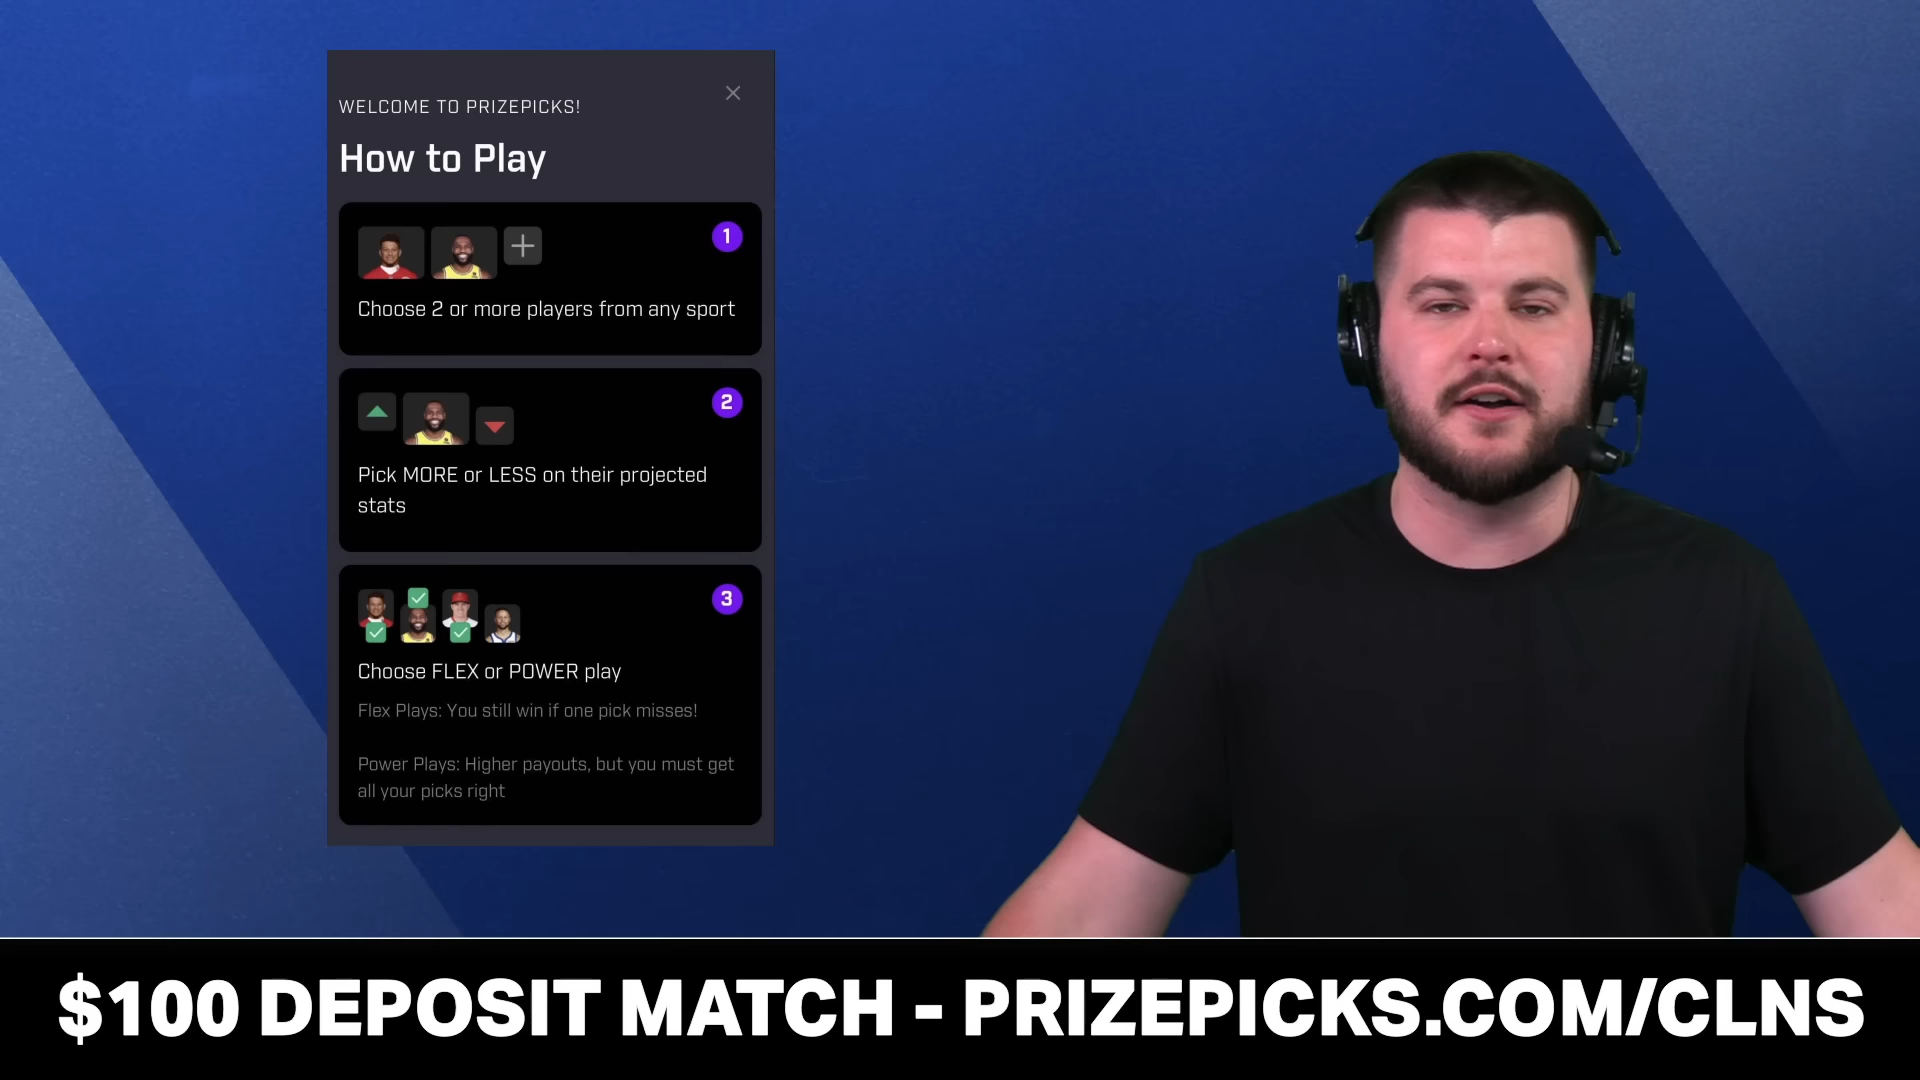 WELCOME TO PRIZEPICKS!
How to Play
1
Choose 2 or more players from any sport
2
Pick MORE or LESS on their projected
stats
3
Choose FLEX or POWER play
Flex Plays: You still win if one pick misses!
Power Plays: Higher payouts, but you must get
all your picks right
$100 DEPOSIT MATCH - PRIZEPICKS.COM/CLNS